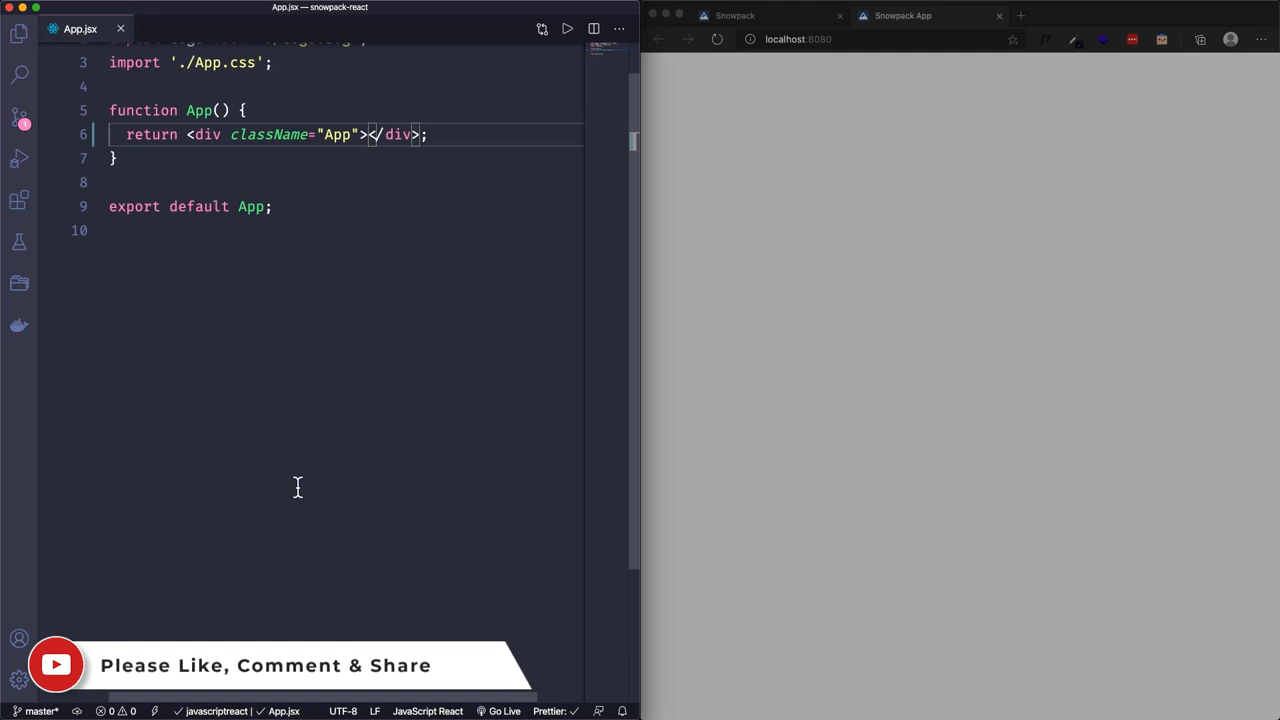 App.jsx — snowpack-react
App.jsx
3 import './App.css';
4
5 function App() {
6 return <div className="App"></div>;
7 }
8
9 export default App;
10
Please Like, Comment & Share
master* 0 0 javascriptreact | App.jsx UTF-8 LF JavaScript React Go Live Prettier:
Snowpack
Snowpack App
localhost:8080
1